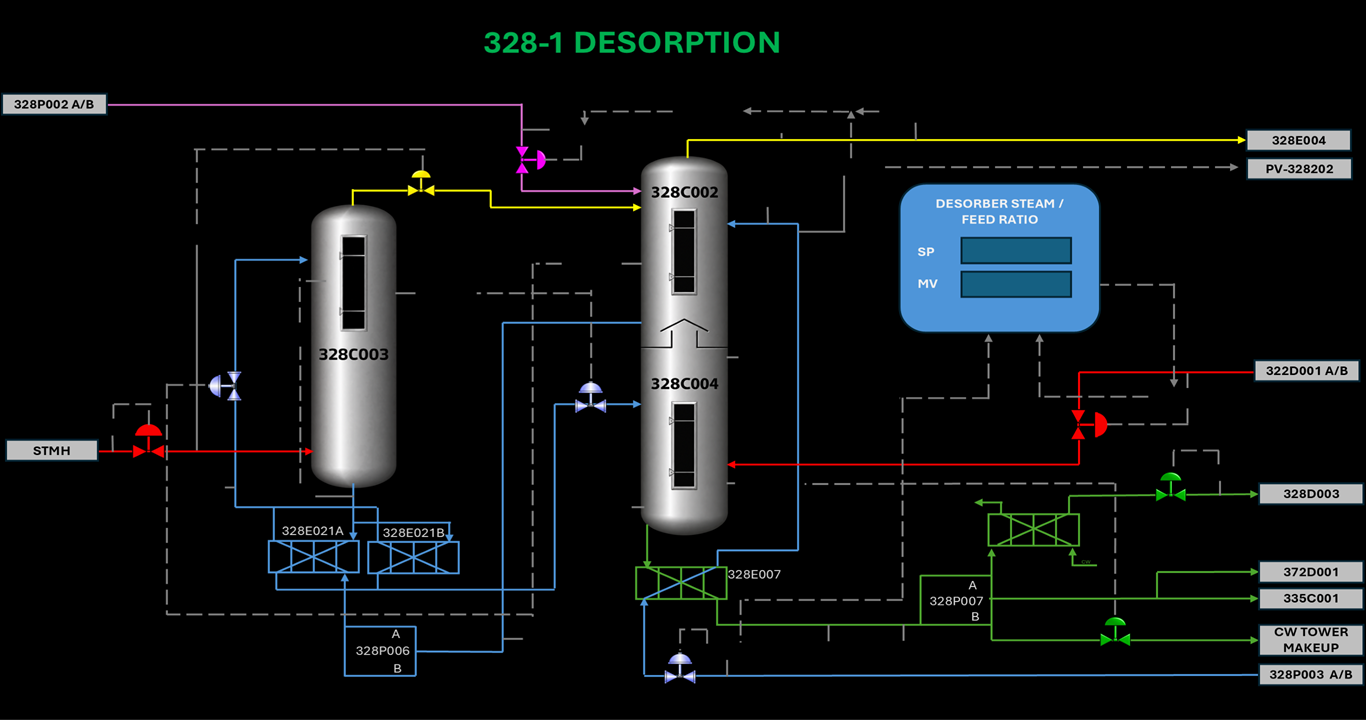 328-1 DESORPTION
328P002 A/B
328E004
PV-328202
328C002
DESORBER STEAM /
FEED RATIO
SP
MV
328C003
328C004
322D001 A/B
STMH
328D003
328E021A
328E021B
328E007
CW
372D001
A
328P007
B
335C001
CW TOWER
MAKEUP
A
328P006
B
328P003 A/B